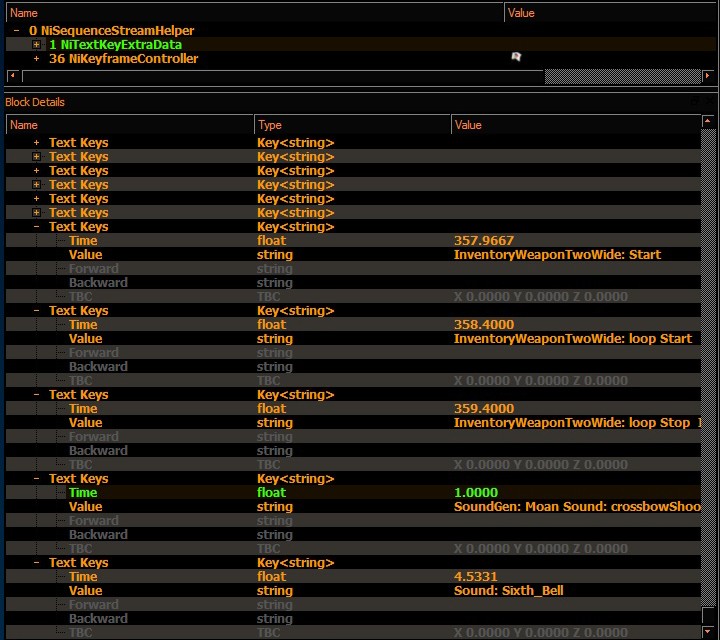 Name Value
- 0 NiSequenceStreamHelper
+ 1 NiTextKeyExtraData
+ 36 NiKeyframeController
Block Details
Name Type Value
+ Text Keys Key<string>
+ Text Keys Key<string>
+ Text Keys Key<string>
+ Text Keys Key<string>
+ Text Keys Key<string>
+ Text Keys Key<string>
- Text Keys Key<string>
Time float 357.9667
Value string InventoryWeaponTwoWide: Start
Forward string
Backward string
TBC TBC X 0.0000 Y 0.0000 Z 0.0000
- Text Keys Key<string>
Time float 358.4000
Value string InventoryWeaponTwoWide: loop Start
Forward string
Backward string
TBC TBC X 0.0000 Y 0.0000 Z 0.0000
- Text Keys Key<string>
Time float 359.4000
Value string InventoryWeaponTwoWide: loop Stop
Forward string
Backward string
TBC TBC X 0.0000 Y 0.0000 Z 0.0000
- Text Keys Key<string>
Time float 1.0000
Value string SoundGen: Moan Sound: crossbowShoo
Forward string
Backward string
TBC TBC X 0.0000 Y 0.0000 Z 0.0000
- Text Keys Key<string>
Time float 4.5331
Value string Sound: Sixth_Bell
Forward string
Backward string
TBC TBC X 0.0000 Y 0.0000 Z 0.0000